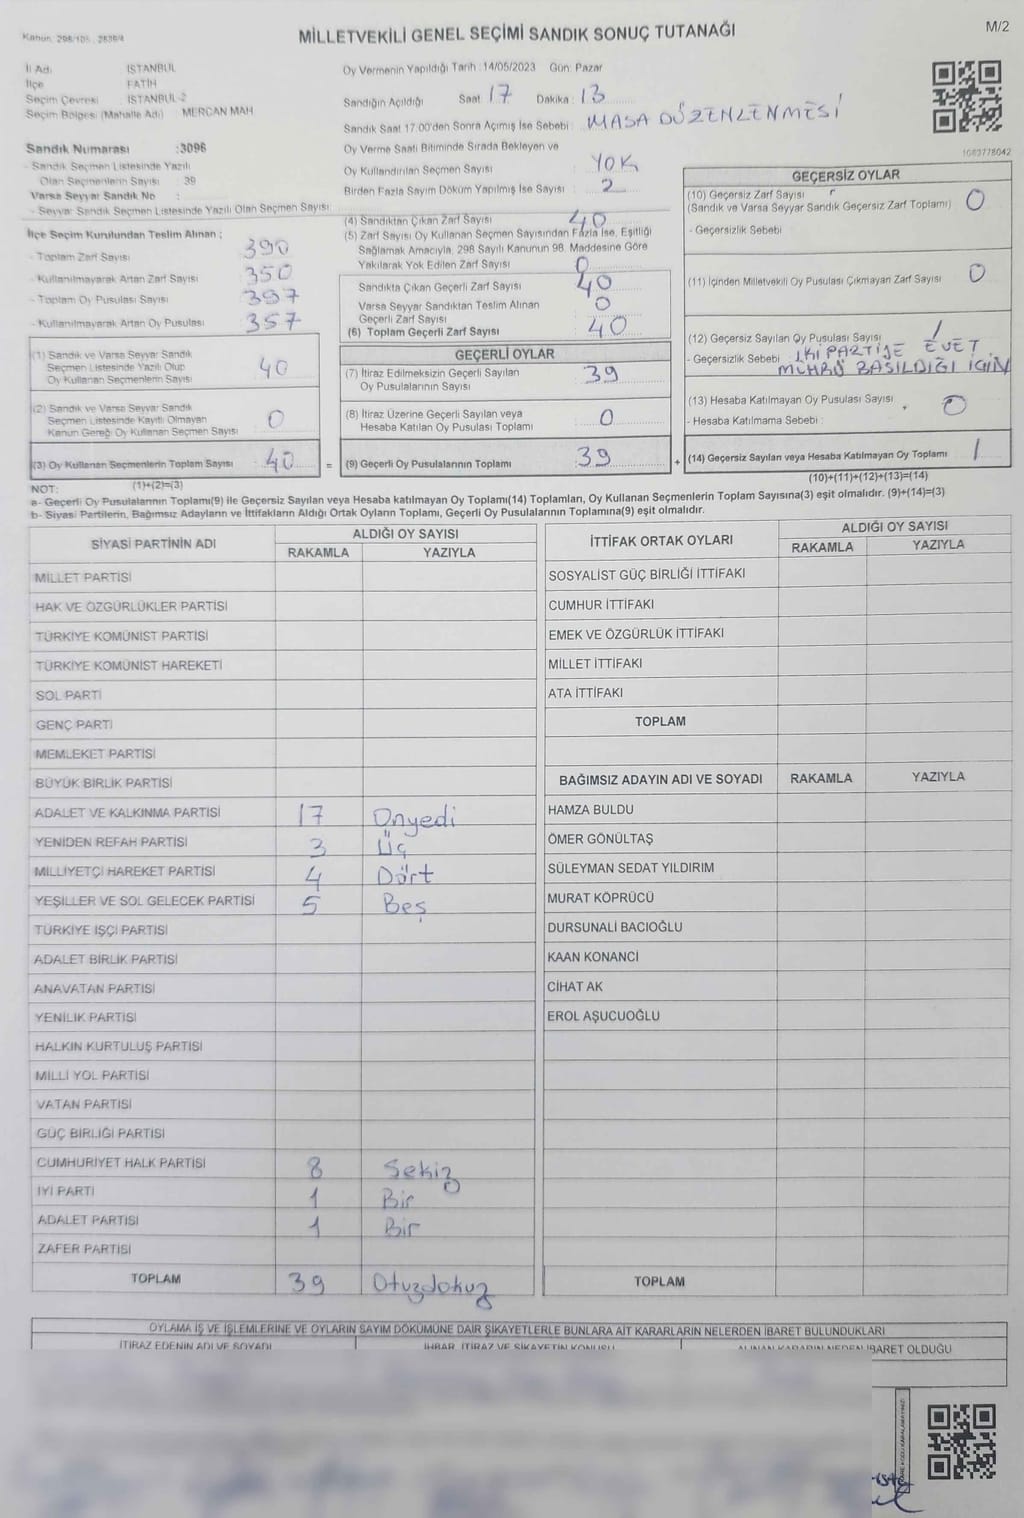 Kanun: 298/105 , 2839/4
MİLLETVEKİLİ GENEL SEÇİMİ SANDIK SONUÇ TUTANAĞI
M/2
İl Adı : İSTANBUL
İlçe : FATİH
Seçim Çevresi : İSTANBUL-2
Seçim Bölgesi (Mahalle Adı) : MERCAN MAH
Sandık Numarası :3096
- Sandık Seçmen Listesinde Yazılı
Olan Seçmenlerin Sayısı : 39
Varsa Seyyar Sandık No :
- Seyyar Sandık Seçmen Listesinde Yazılı Olan Seçmen Sayısı:
İlçe Seçim Kurulundan Teslim Alınan ;
- Toplam Zarf Sayısı 390
- Kullanılmayarak Artan Zarf Sayısı 350
- Toplam Oy Pusulası Sayısı 397
- Kullanılmayarak Artan Oy Pusulası 357
(1) Sandık ve Varsa Seyyar Sandık
Seçmen Listesinde Yazılı Olup
Oy Kullanan Seçmenlerin Sayısı 40
(2) Sandık ve Varsa Seyyar Sandık
Seçmen Listesinde Kayıtlı Olmayan
Kanun Gereği Oy Kullanan Seçmen Sayısı 0
(3) Oy Kullanan Seçmenlerin Toplam Sayısı 40 =
(1)+(2)=(3)
Oy Vermenin Yapıldığı Tarih :14/05/2023 Gün: Pazar
Sandığın Açıldığı Saat 17 Dakika : 13
Sandık Saat 17:00'den Sonra Açılmış İse Sebebi : MASA DÜZENLENMESİ
Oy Verme Saati Bitiminde Sırada Bekleyen ve
Oy Kullandırılan Seçmen Sayısı : YOK
Birden Fazla Sayım Döküm Yapılmış İse Sayısı : 2
(4) Sandıktan Çıkan Zarf Sayısı 40
(5) Zarf Sayısı Oy Kullanan Seçmen Sayısından Fazla İse, Eşitliği
Sağlamak Amacıyla, 298 Sayılı Kanunun 98. Maddesine Göre
Yakılarak Yok Edilen Zarf Sayısı 0
Sandıkta Çıkan Geçerli Zarf Sayısı 40
Varsa Seyyar Sandıktan Teslim Alınan
Geçerli Zarf Sayısı 0
(6) Toplam Geçerli Zarf Sayısı 40
GEÇERLİ OYLAR
(7) İtiraz Edilmeksizin Geçerli Sayılan
Oy Pusulalarının Sayısı 39
(8) İtiraz Üzerine Geçerli Sayılan veya
Hesaba Katılan Oy Pusulası Toplamı 0
(9) Geçerli Oy Pusulalarının Toplamı 39 +
1083778042
GEÇERSİZ OYLAR
(10) Geçersiz Zarf Sayısı
(Sandık ve Varsa Seyyar Sandık Geçersiz Zarf Toplamı) 0
- Geçersizlik Sebebi
(11) İçinden Milletvekili Oy Pusulası Çıkmayan Zarf Sayısı 0
(12) Geçersiz Sayılan Oy Pusulası Sayısı 1
- Geçersizlik Sebebi : İKİ PARTİYE EVET
MÜHRÜ BASILDIĞI İÇİN
(13) Hesaba Katılmayan Oy Pusulası Sayısı 0
- Hesaba Katılmama Sebebi :
(14) Geçersiz Sayılan veya Hesaba Katılmayan Oy Toplamı 1
(10)+(11)+(12)+(13)=(14)
NOT:
a- Geçerli Oy Pusulalarının Toplamı(9) ile Geçersiz Sayılan veya Hesaba katılmayan Oy Toplamı(14) Toplamları, Oy Kullanan Seçmenlerin Toplam Sayısına(3) eşit olmalıdır. (9)+(14)=(3)
b- Siyasi Partilerin, Bağımsız Adayların ve İttifakların Aldığı Ortak Oyların Toplamı, Geçerli Oy Pusulalarının Toplamına(9) eşit olmalıdır.
SİYASİ PARTİNİN ADI
ALDIĞI OY SAYISI
RAKAMLA YAZIYLA
MİLLET PARTİSİ
HAK VE ÖZGÜRLÜKLER PARTİSİ
TÜRKİYE KOMÜNİST PARTİSİ
TÜRKİYE KOMÜNİST HAREKETİ
SOL PARTİ
GENÇ PARTİ
MEMLEKET PARTİSİ
BÜYÜK BİRLİK PARTİSİ
ADALET VE KALKINMA PARTİSİ 17 Onyedi
YENİDEN REFAH PARTİSİ 3 Üç
MİLLİYETÇİ HAREKET PARTİSİ 4 Dört
YEŞİLLER VE SOL GELECEK PARTİSİ 5 Beş
TÜRKİYE İŞÇİ PARTİSİ
ADALET BİRLİK PARTİSİ
ANAVATAN PARTİSİ
YENİLİK PARTİSİ
HALKIN KURTULUŞ PARTİSİ
MİLLİ YOL PARTİSİ
VATAN PARTİSİ
GÜÇ BİRLİĞİ PARTİSİ
CUMHURİYET HALK PARTİSİ 8 Sekiz
İYİ PARTİ 1 Bir
ADALET PARTİSİ 1 Bir
ZAFER PARTİSİ
TOPLAM 39 Otuzdokuz
İTTİFAK ORTAK OYLARI
ALDIĞI OY SAYISI
RAKAMLA YAZIYLA
SOSYALİST GÜÇ BİRLİĞİ İTTİFAKI
CUMHUR İTTİFAKI
EMEK VE ÖZGÜRLÜK İTTİFAKI
MİLLET İTTİFAKI
ATA İTTİFAKI
TOPLAM
BAĞIMSIZ ADAYIN ADI VE SOYADI RAKAMLA YAZIYLA
HAMZA BULDU
ÖMER GÖNÜLTAŞ
SÜLEYMAN SEDAT YILDIRIM
MURAT KÖPRÜCÜ
DURSUNALİ BACIOĞLU
KAAN KONANCİ
CİHAT AK
EROL AŞUCUOĞLU
TOPLAM
OYLAMA İŞ VE İŞLEMLERİNE VE OYLARIN SAYIM DÖKÜMÜNE DAİR ŞİKAYETLERLE BUNLARA AİT KARARLARIN NELERDEN İBARET BULUNDUKLARI
İTİRAZ EDENİN ADI VE SOYADI İHBAR, İTİRAZ VE ŞİKAYETİN KONUSU ALINAN KARARIN NEDEN İBARET OLDUĞU